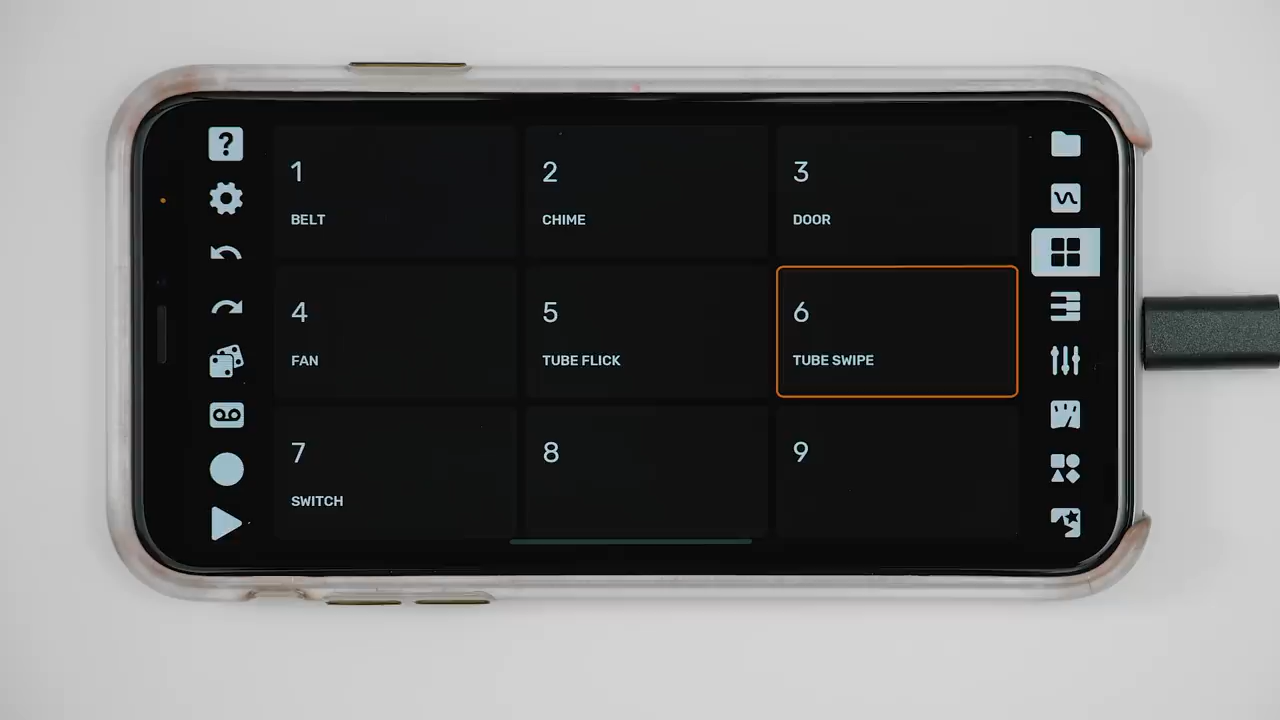 ?
1
BELT
2
CHIME
3
DOOR
4
FAN
5
TUBE FLICK
6
TUBE SWIPE
7
SWITCH
8
9